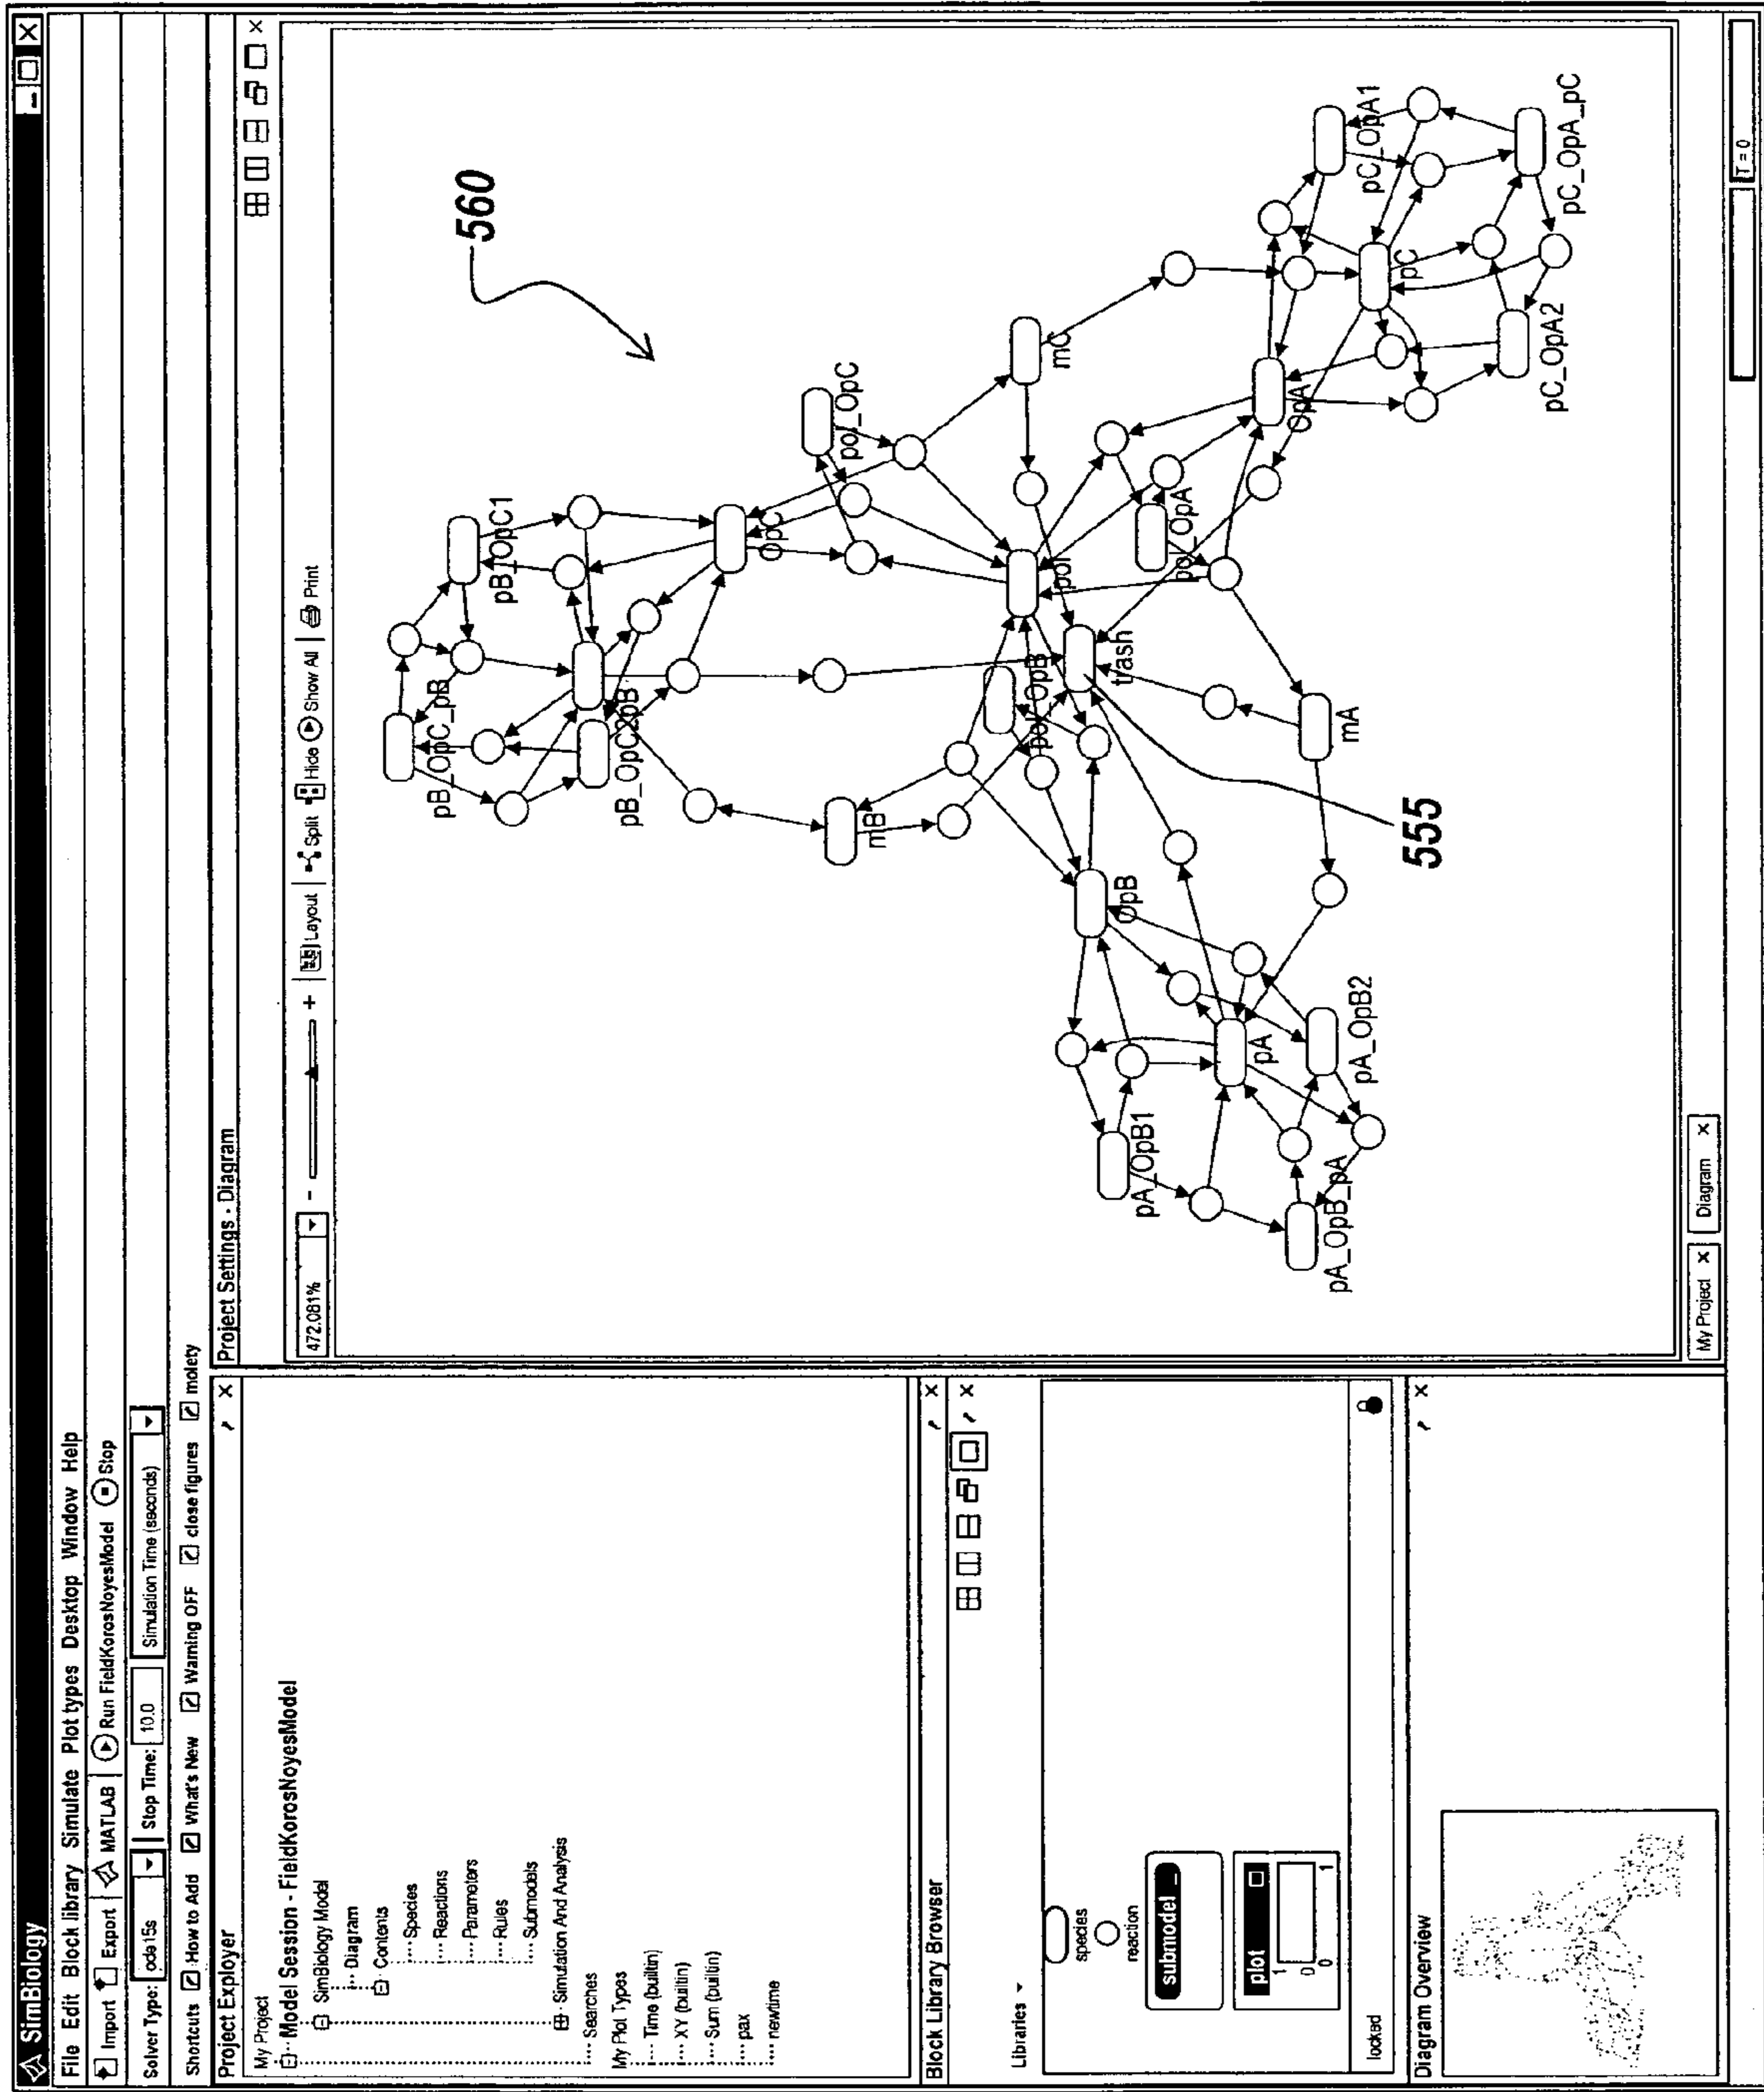 SimBiology
File Edit Block library Simulate Plot types Desktop Window Help
Import Export MATLAB Run FieldKorosNoyesModel Stop
Solver Type: ode15s Stop Time: 10.0 Simulation Time (seconds)
Shortcuts How to Add What's New Warning OFF close figures moiety
Project Explorer
My Project
Model Session - FieldKorosNoyesModel
SimBiology Model
Diagram
Contents
Species
Reactions
Parameters
Rules
Submodels
Simulation And Analysis
Searches
My Plot Types
Time (builtin)
XY (builtin)
Sum (builtin)
pax
newtime
Block Library Browser
Libraries
species
reaction
submodel
plot
1
0
0 1
locked
Diagram Overview
Project Settings - Diagram
472.081% - + Layout Split Hide Show All Print
560
pB_OpC_pB
pB_OpC1
pB_OpC2
pB
OpC
pol_OpC
mB
mC
pol_OpB
pol
trash
OpB
pol_OpA
pA_OpB1
OpA
pC_OpA1
pA
pC
mA
pA_OpB_pA
pA_OpB2
pC_OpA2
pC_OpA_pC
555
My Project Diagram
T = 0